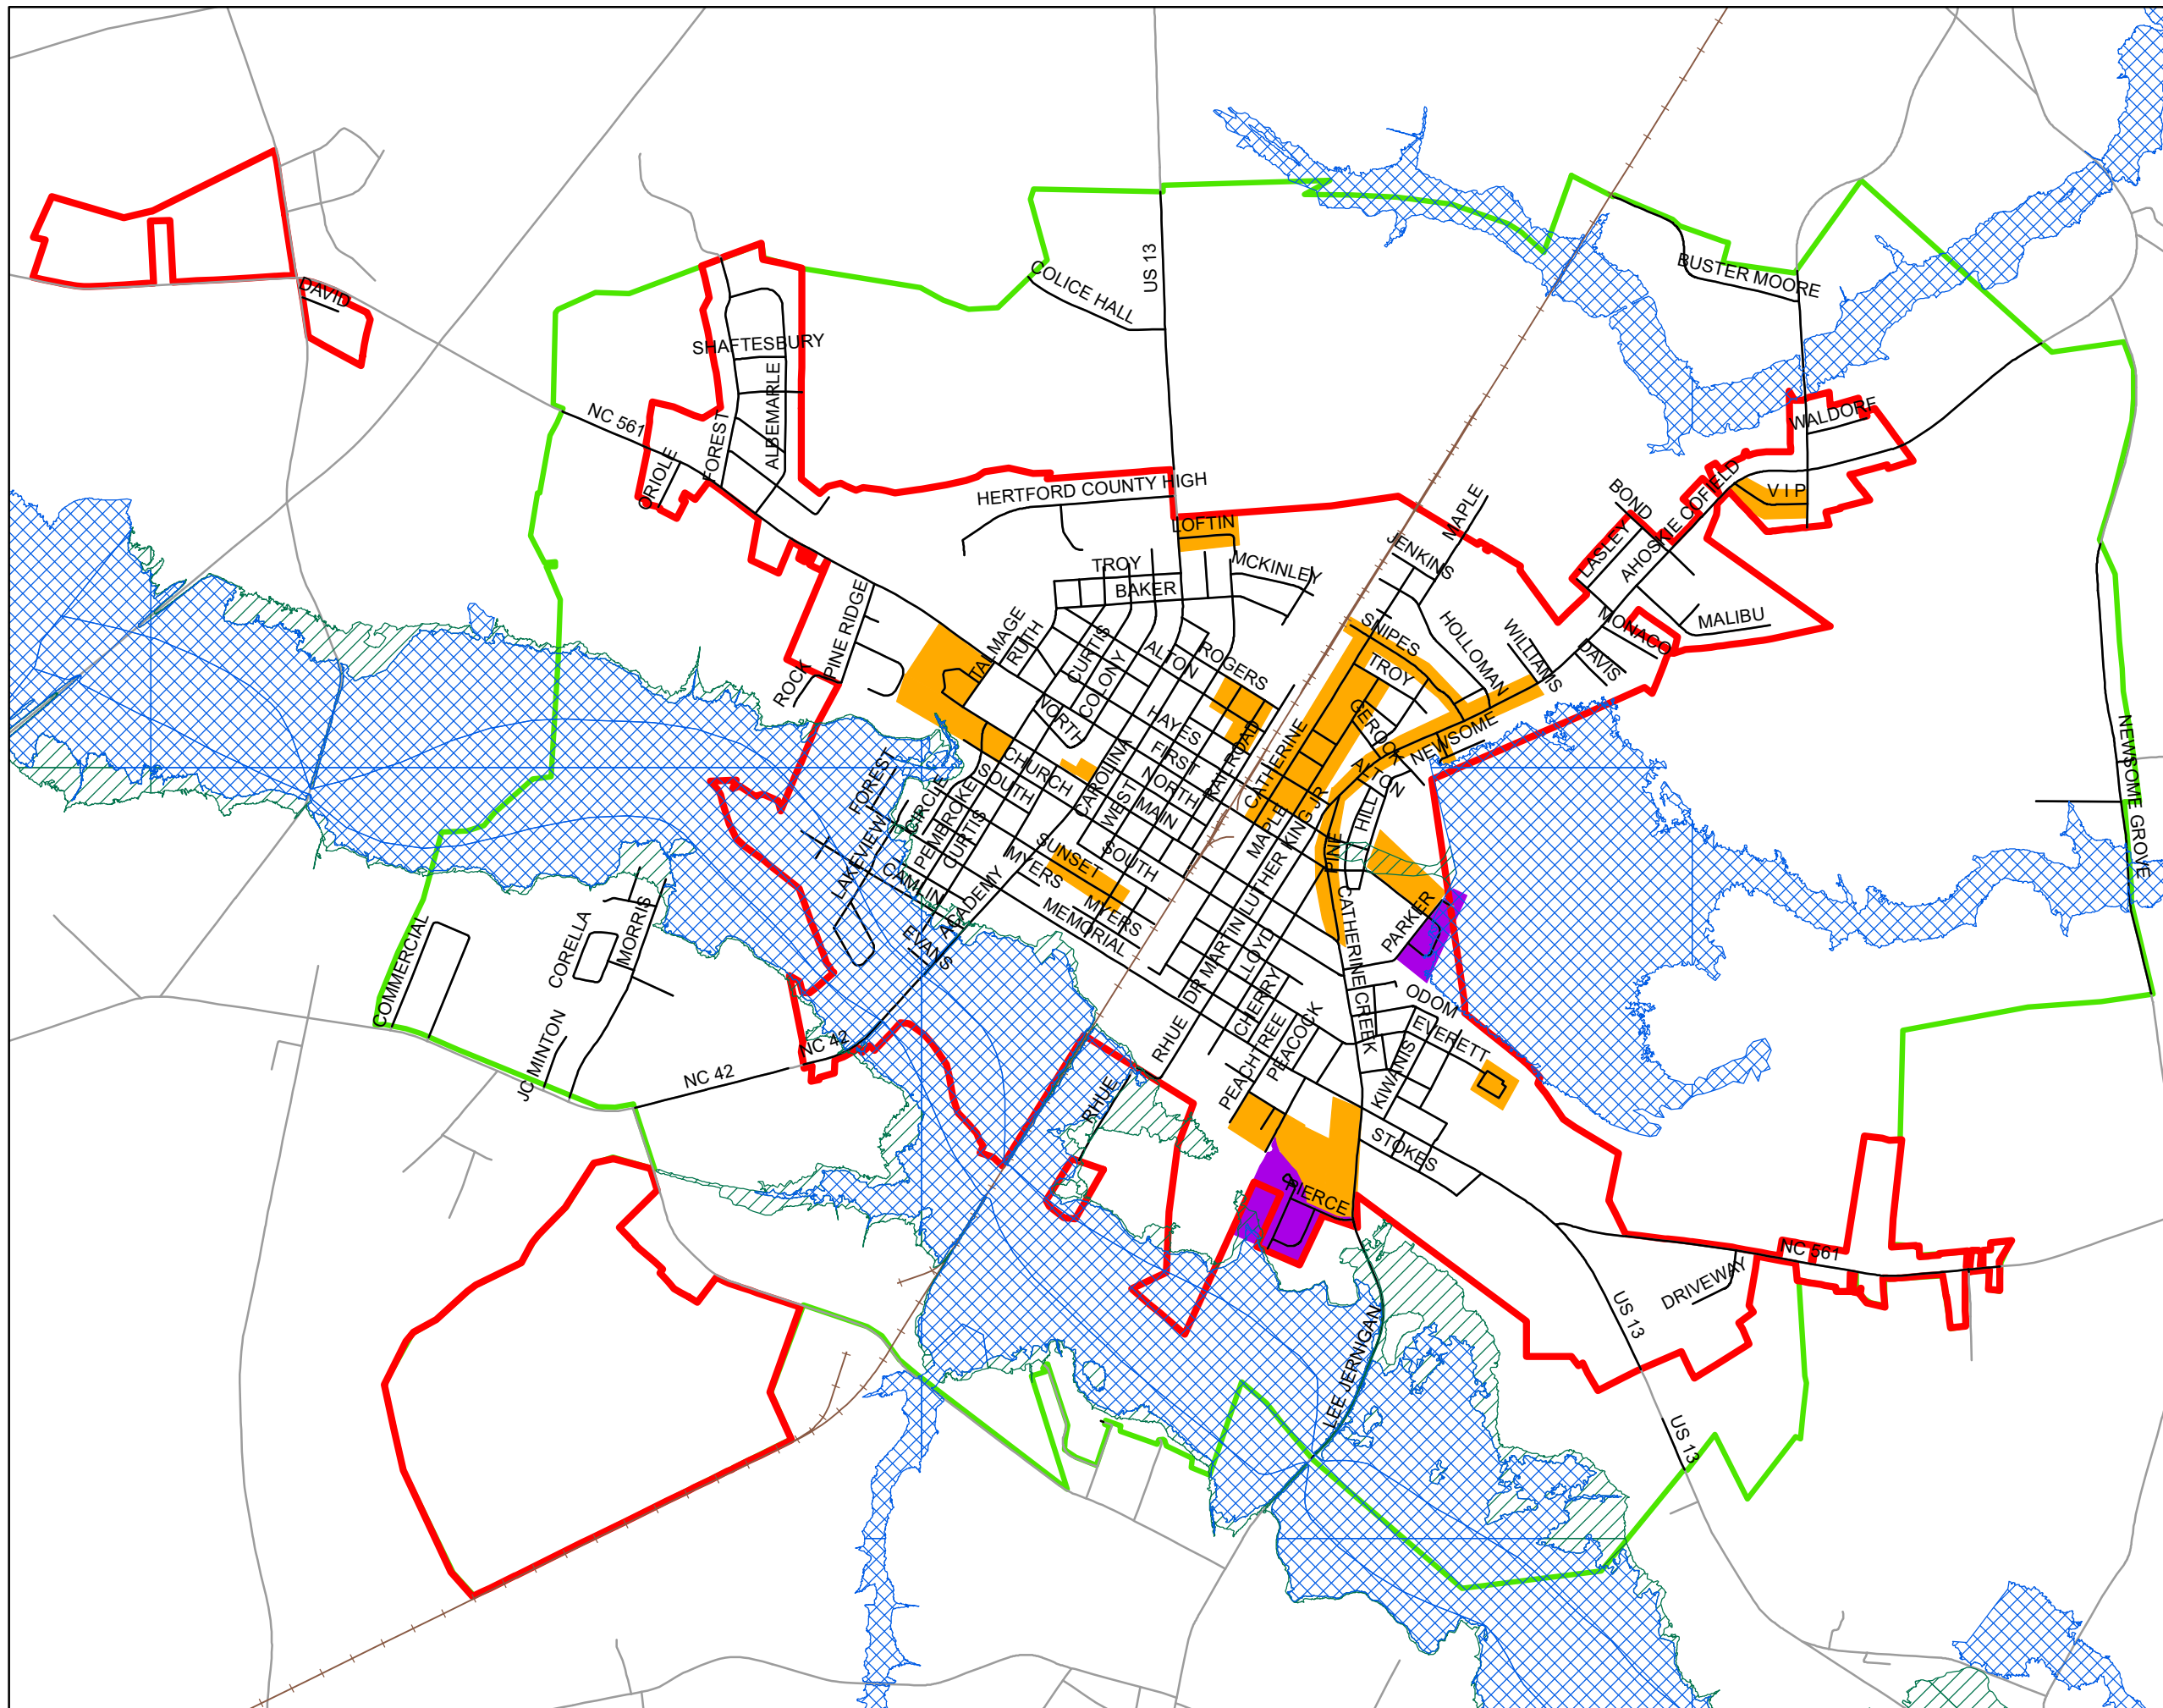 US 13
COLICE HALL
BUSTER MOORE
DAVID
SHAFTESBURY
ALBEMARLE
NC 561
FOREST
ORIOLE
WALDORF
HERTFORD COUNTY HIGH
V I P
BOND
AHOSKIE COFIELD
LASLEY
MAPLE
LOFTIN
JENKINS
TROY
MCKINLEY
BAKER
PINE RIDGE
ROCK
TALMAGE
RUTH
CURTIS
COLONY
ALTON
ROGERS
SNIPES
TROY
HOLLOMAN
WILLIAMS
MONACO
DAVIS
MALIBU
NORTH
HAYES
FIRST
NORTH
MAIN
WEST
CAROLINA
RAILROAD
CATHERINE
GEROCK
NEWSOME
ALTON
HILL
NEWSOME GROVE
FOREST
LAKEVIEW
CIRCLE
PEMBROKE
CURTIS
CHURCH
SOUTH
SUNSET
SOUTH
MYERS
MYERS
MEMORIAL
CAMLIN
ACADEMY
EVANS
MAPLE
DR MARTIN LUTHER KING JR
PINE
CATHERINE CREEK
PARKER
LLOYD
CHERRY
PEACHTREE
PEACOCK
RHUE
RHUE
ODOM
EVERETT
KIWANIS
STOKES
PIERCE
COMMERCIAL
CORELLA
MORRIS
JC MINTON
NC 42
NC 42
NC 561
DRIVEWAY
US 13
US 13
LEE JERNIGAN